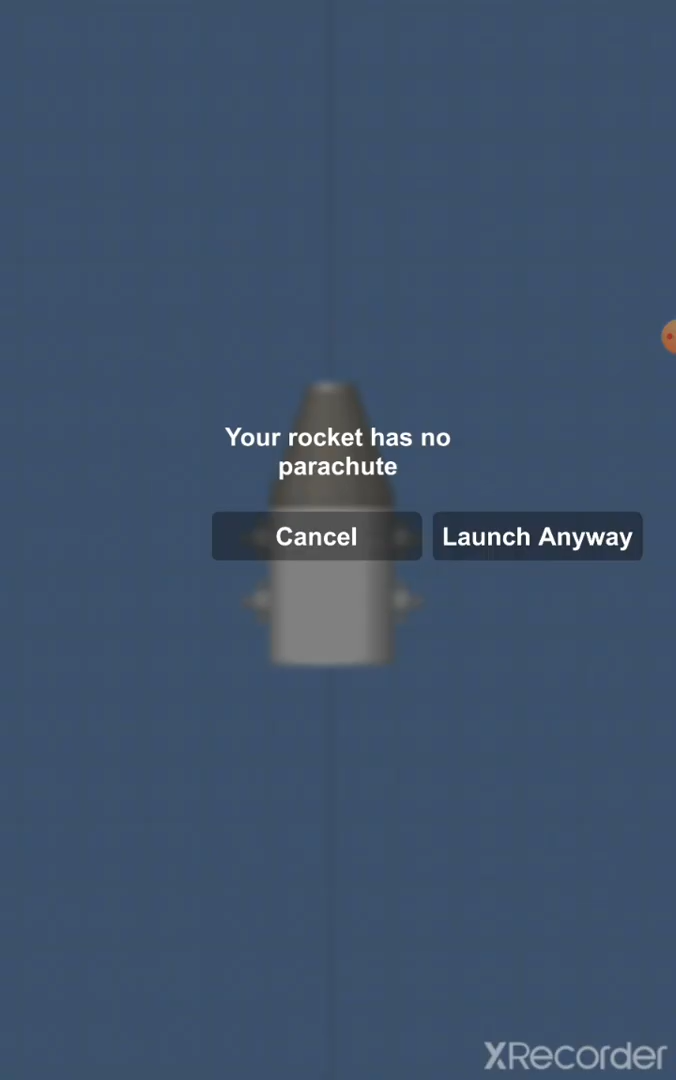 Your rocket has no
parachute
Cancel
Launch Anyway
XRecorder